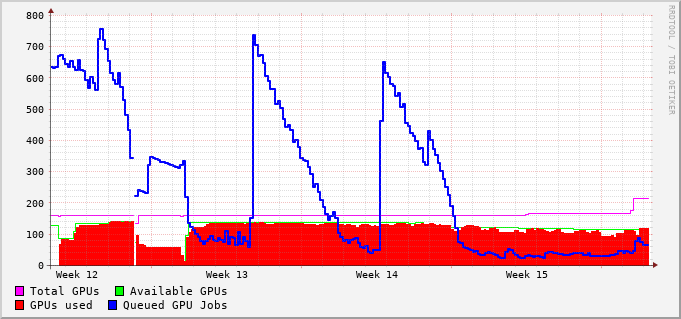 800
700
600
500
400
300
200
100
0
Week 12 Week 13 Week 14 Week 15
Total GPUs Available GPUs
GPUs used Queued GPU Jobs
RRDTOOL / TOBI OETIKER